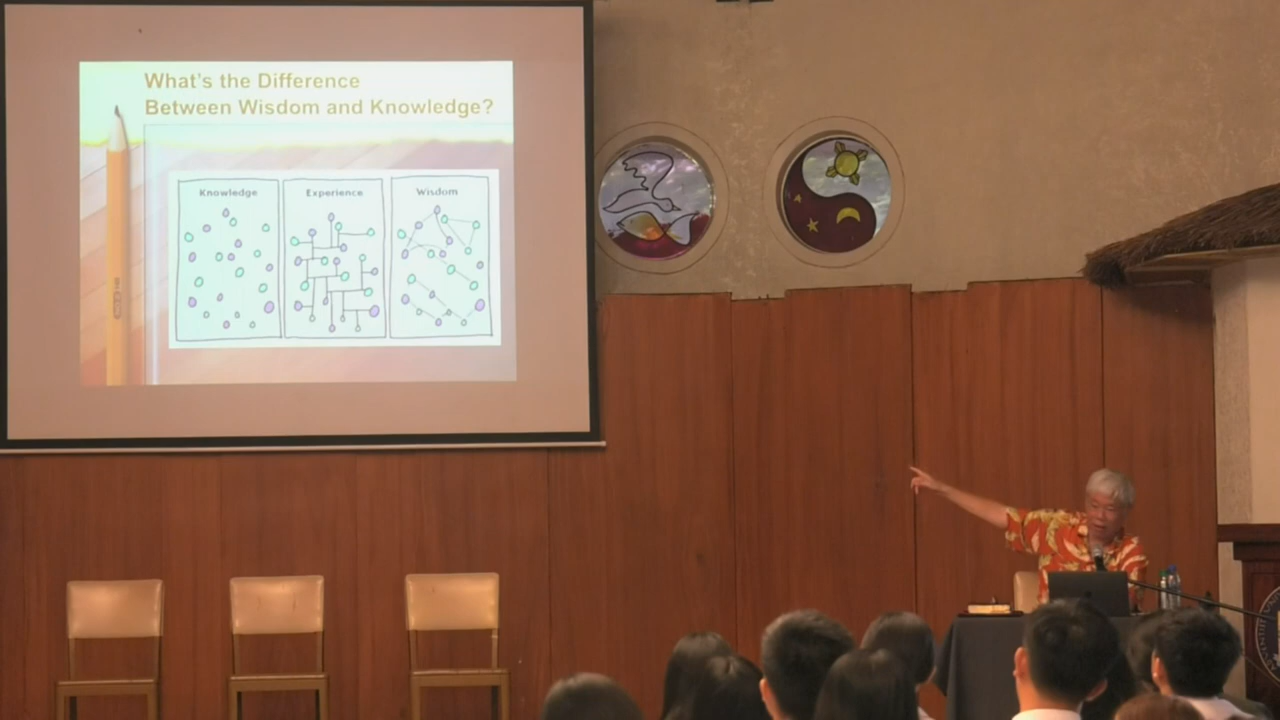 What's the Difference
Between Wisdom and Knowledge?
Knowledge
Experience
Wisdom